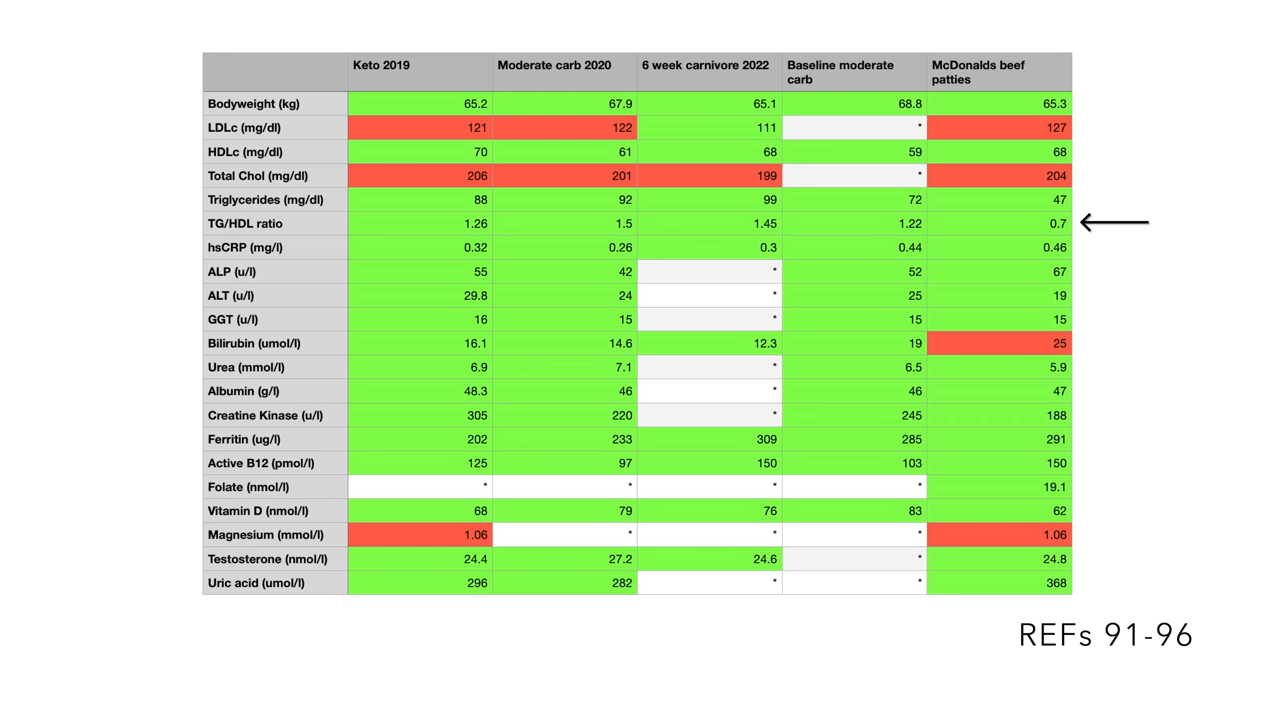 Keto 2019 Moderate carb 2020 6 week carnivore 2022 Baseline moderate carb McDonalds beef patties
Bodyweight (kg) 65.2 67.9 65.1 68.8 65.3
LDLc (mg/dl) 121 122 111 * 127
HDLc (mg/dl) 70 61 68 59 68
Total Chol (mg/dl) 206 201 199 * 204
Triglycerides (mg/dl) 88 92 99 72 47
TG/HDL ratio 1.26 1.5 1.45 1.22 0.7
hsCRP (mg/l) 0.32 0.26 0.3 0.44 0.46
ALP (u/l) 55 42 * 52 67
ALT (u/l) 29.8 24 * 25 19
GGT (u/l) 16 15 * 15 15
Bilirubin (umol/l) 16.1 14.6 12.3 19 25
Urea (mmol/l) 6.9 7.1 * 6.5 5.9
Albumin (g/l) 48.3 46 * 46 47
Creatine Kinase (u/l) 305 220 * 245 188
Ferritin (ug/l) 202 233 309 285 291
Active B12 (pmol/l) 125 97 150 103 150
Folate (nmol/l) * * * * 19.1
Vitamin D (nmol/l) 68 79 76 83 62
Magnesium (mmol/l) 1.06 * * * 1.06
Testosterone (nmol/l) 24.4 27.2 24.6 * 24.8
Uric acid (umol/l) 296 282 * * 368
REFs 91-96